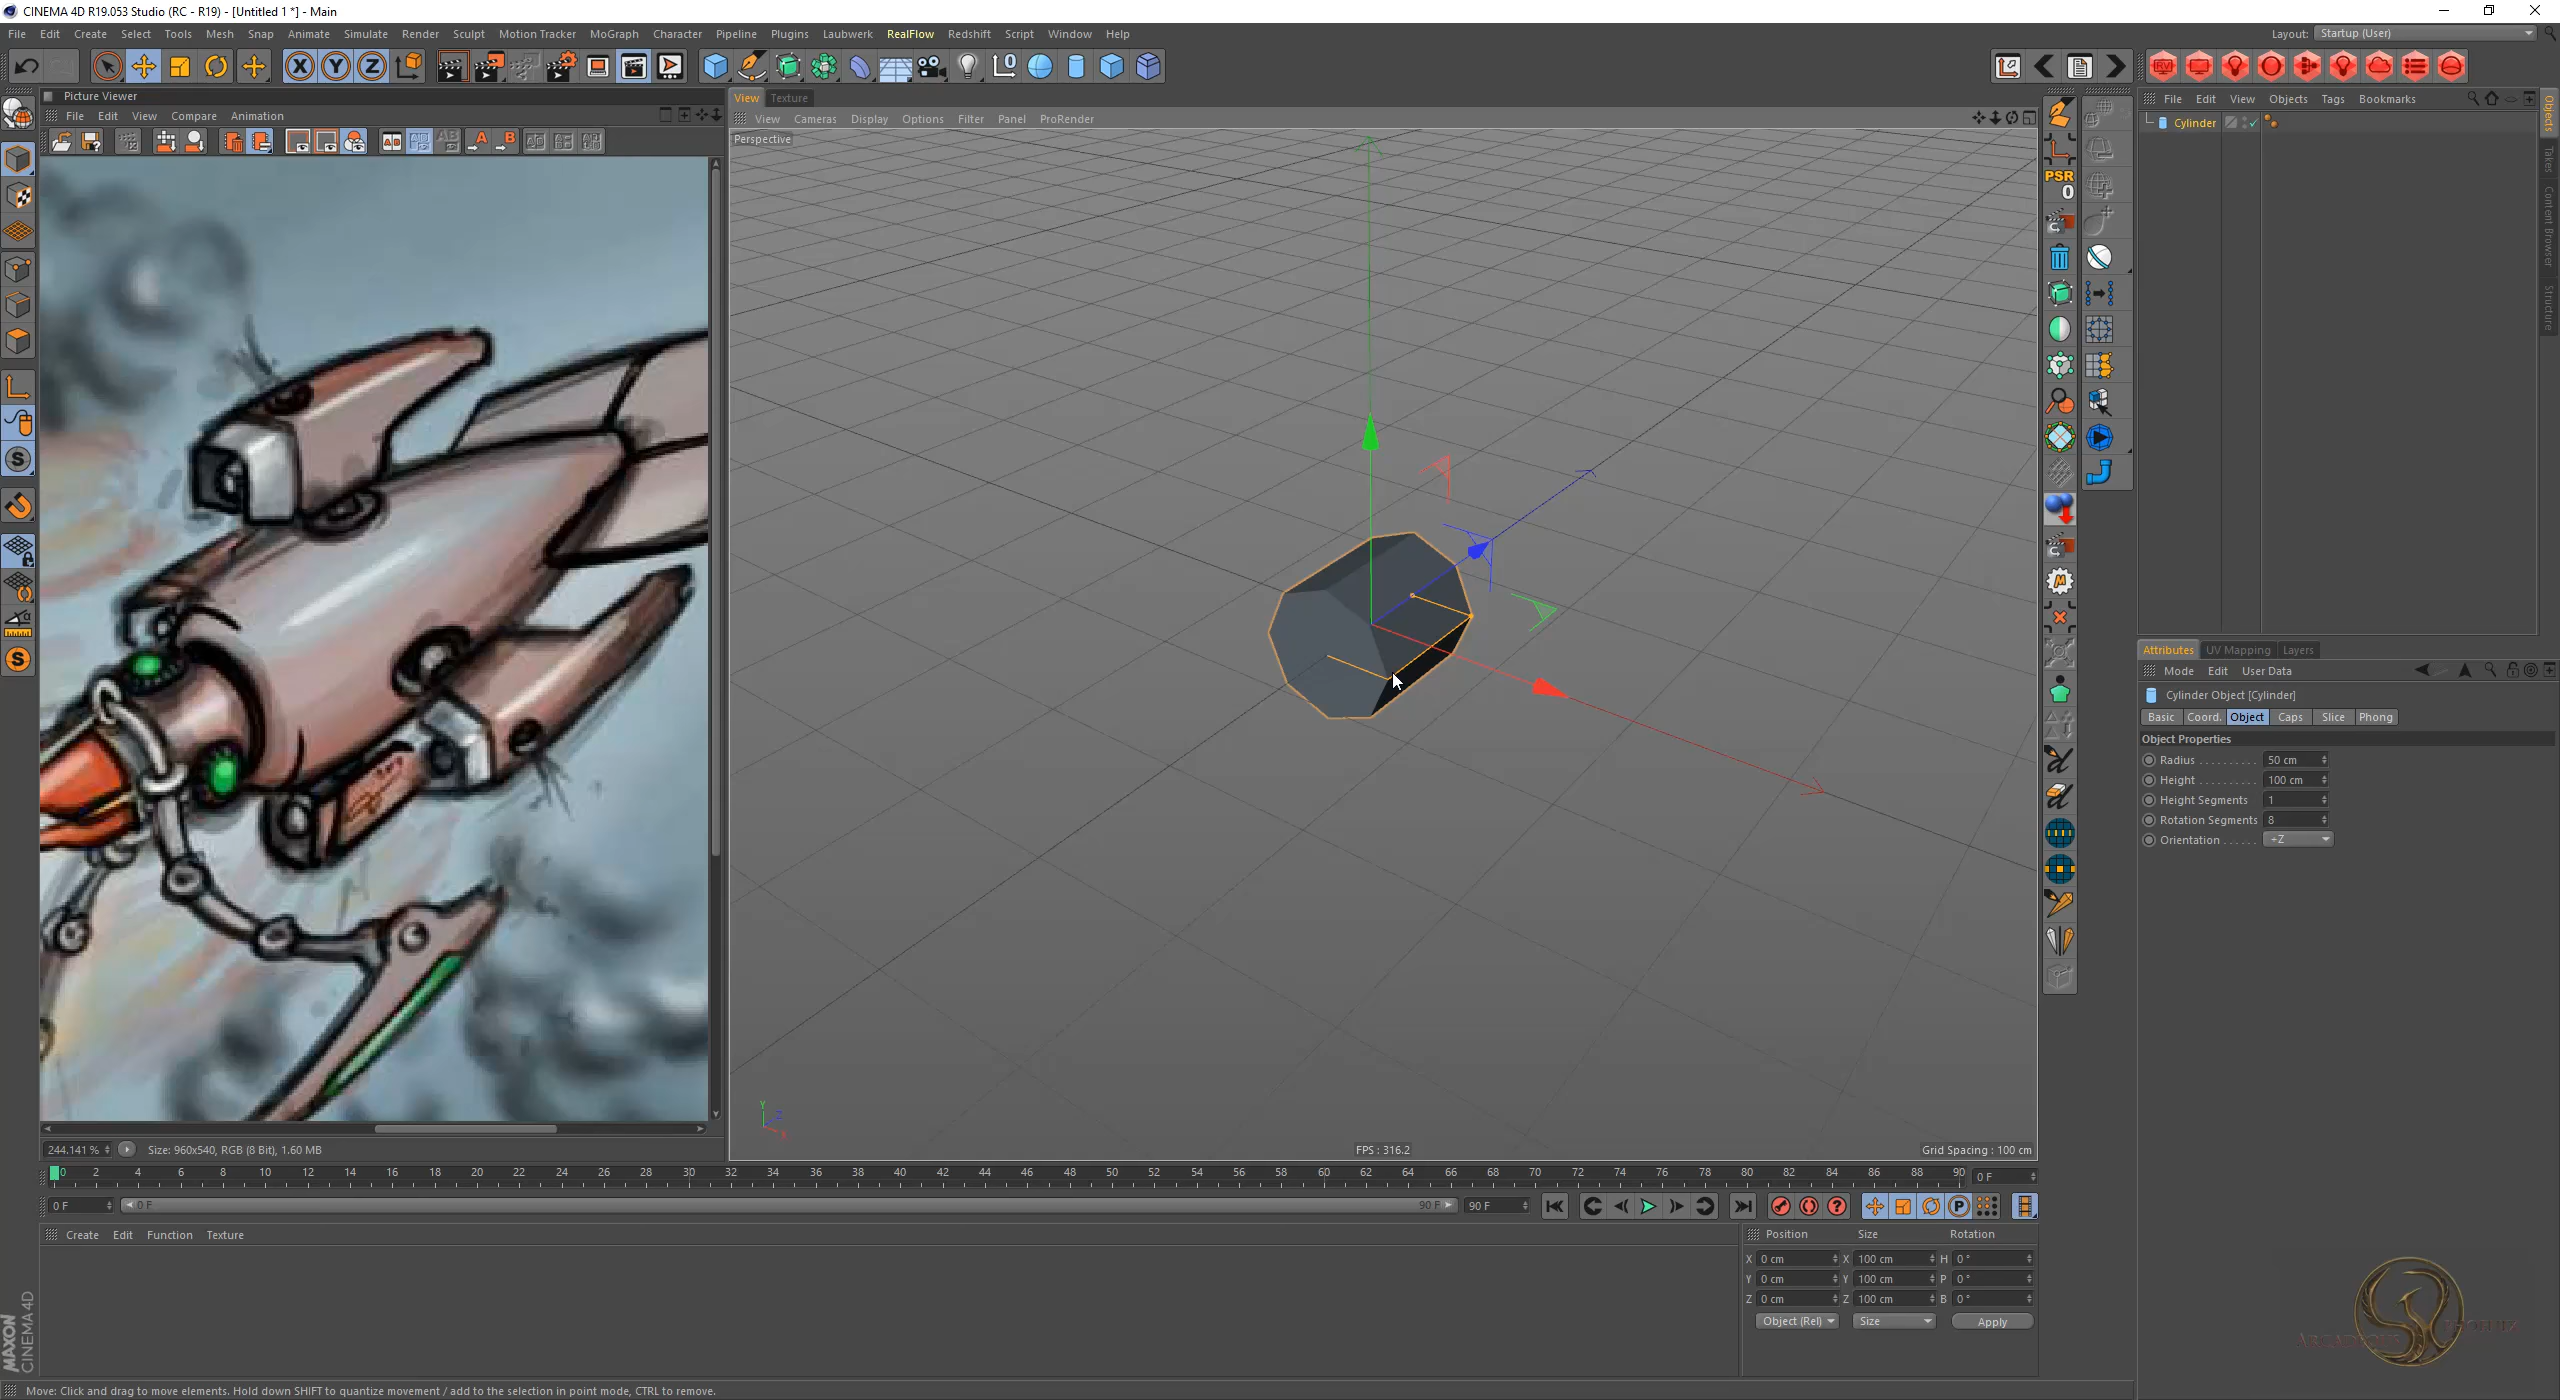 CINEMA 4D R19.053 Studio (RC - R19) - [Untitled 1 *] - Main
File Edit Create Select Tools Mesh Snap Animate Simulate Render Sculpt Motion Tracker MoGraph Character Pipeline Plugins Laubwerk RealFlow Redshift Script Window Help
Layout: Startup (User)
X Y Z
Picture Viewer
File Edit View Compare Animation
View Texture
View Cameras Display Options Filter Panel ProRender
Perspective
PSR
0
File Edit View Objects Tags Bookmarks
Cylinder
Objects
Takes
Content Browser
Structure
Attributes UV Mapping Layers
Mode Edit User Data
Cylinder Object [Cylinder]
Basic Coord. Object Caps Slice Phong
Object Properties
Radius . . . . . . . . . . 50 cm
Height . . . . . . . . . . 100 cm
Height Segments 1
Rotation Segments 8
Orientation . . . . . . +Z
FPS : 316.2
Grid Spacing : 100 cm
244.141 % Size: 960x540, RGB (8 Bit), 1.60 MB
0 2 4 6 8 10 12 14 16 18 20 22 24 26 28 30 32 34 36 38 40 42 44 46 48 50 52 54 56 58 60 62 64 66 68 70 72 74 76 78 80 82 84 86 88 90 0 F
0 F 0 F 90 F 90 F
Create Edit Function Texture
Position Size Rotation
X 0 cm X 100 cm H 0 °
Y 0 cm Y 100 cm P 0 °
Z 0 cm Z 100 cm B 0 °
Object (Rel) Size Apply
MAXON
CINEMA 4D
Move: Click and drag to move elements. Hold down SHIFT to quantize movement / add to the selection in point mode, CTRL to remove.